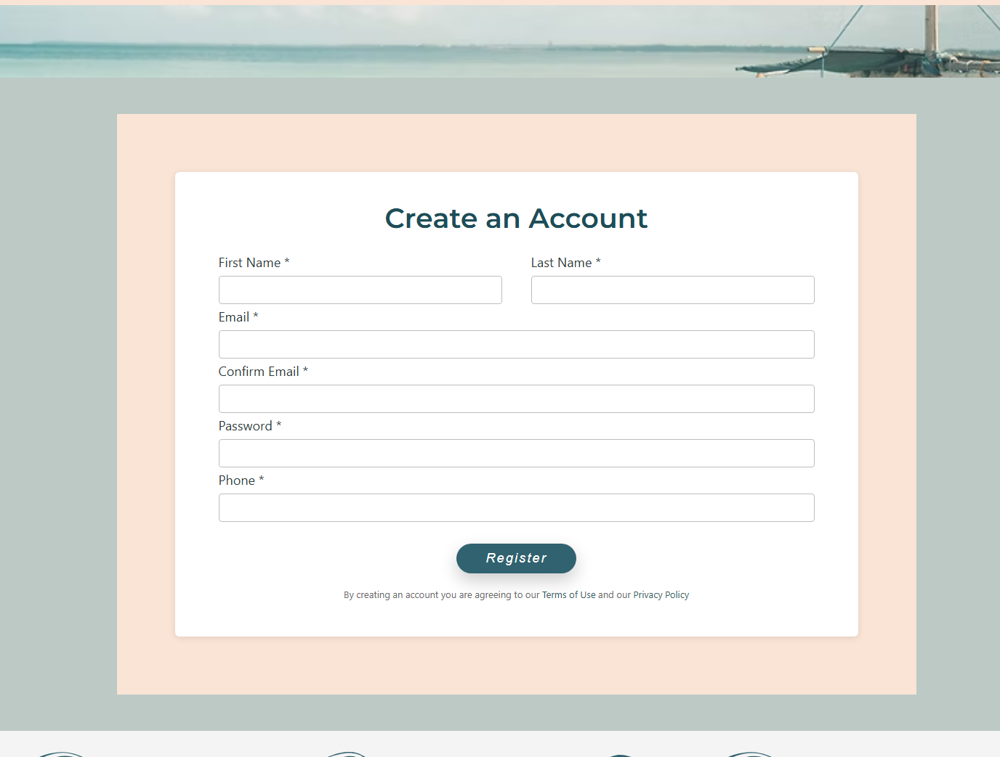 Create an Account
First Name *
Last Name *
Email *
Confirm Email *
Password *
Phone *
Register
By creating an account you are agreeing to our Terms of Use and our Privacy Policy